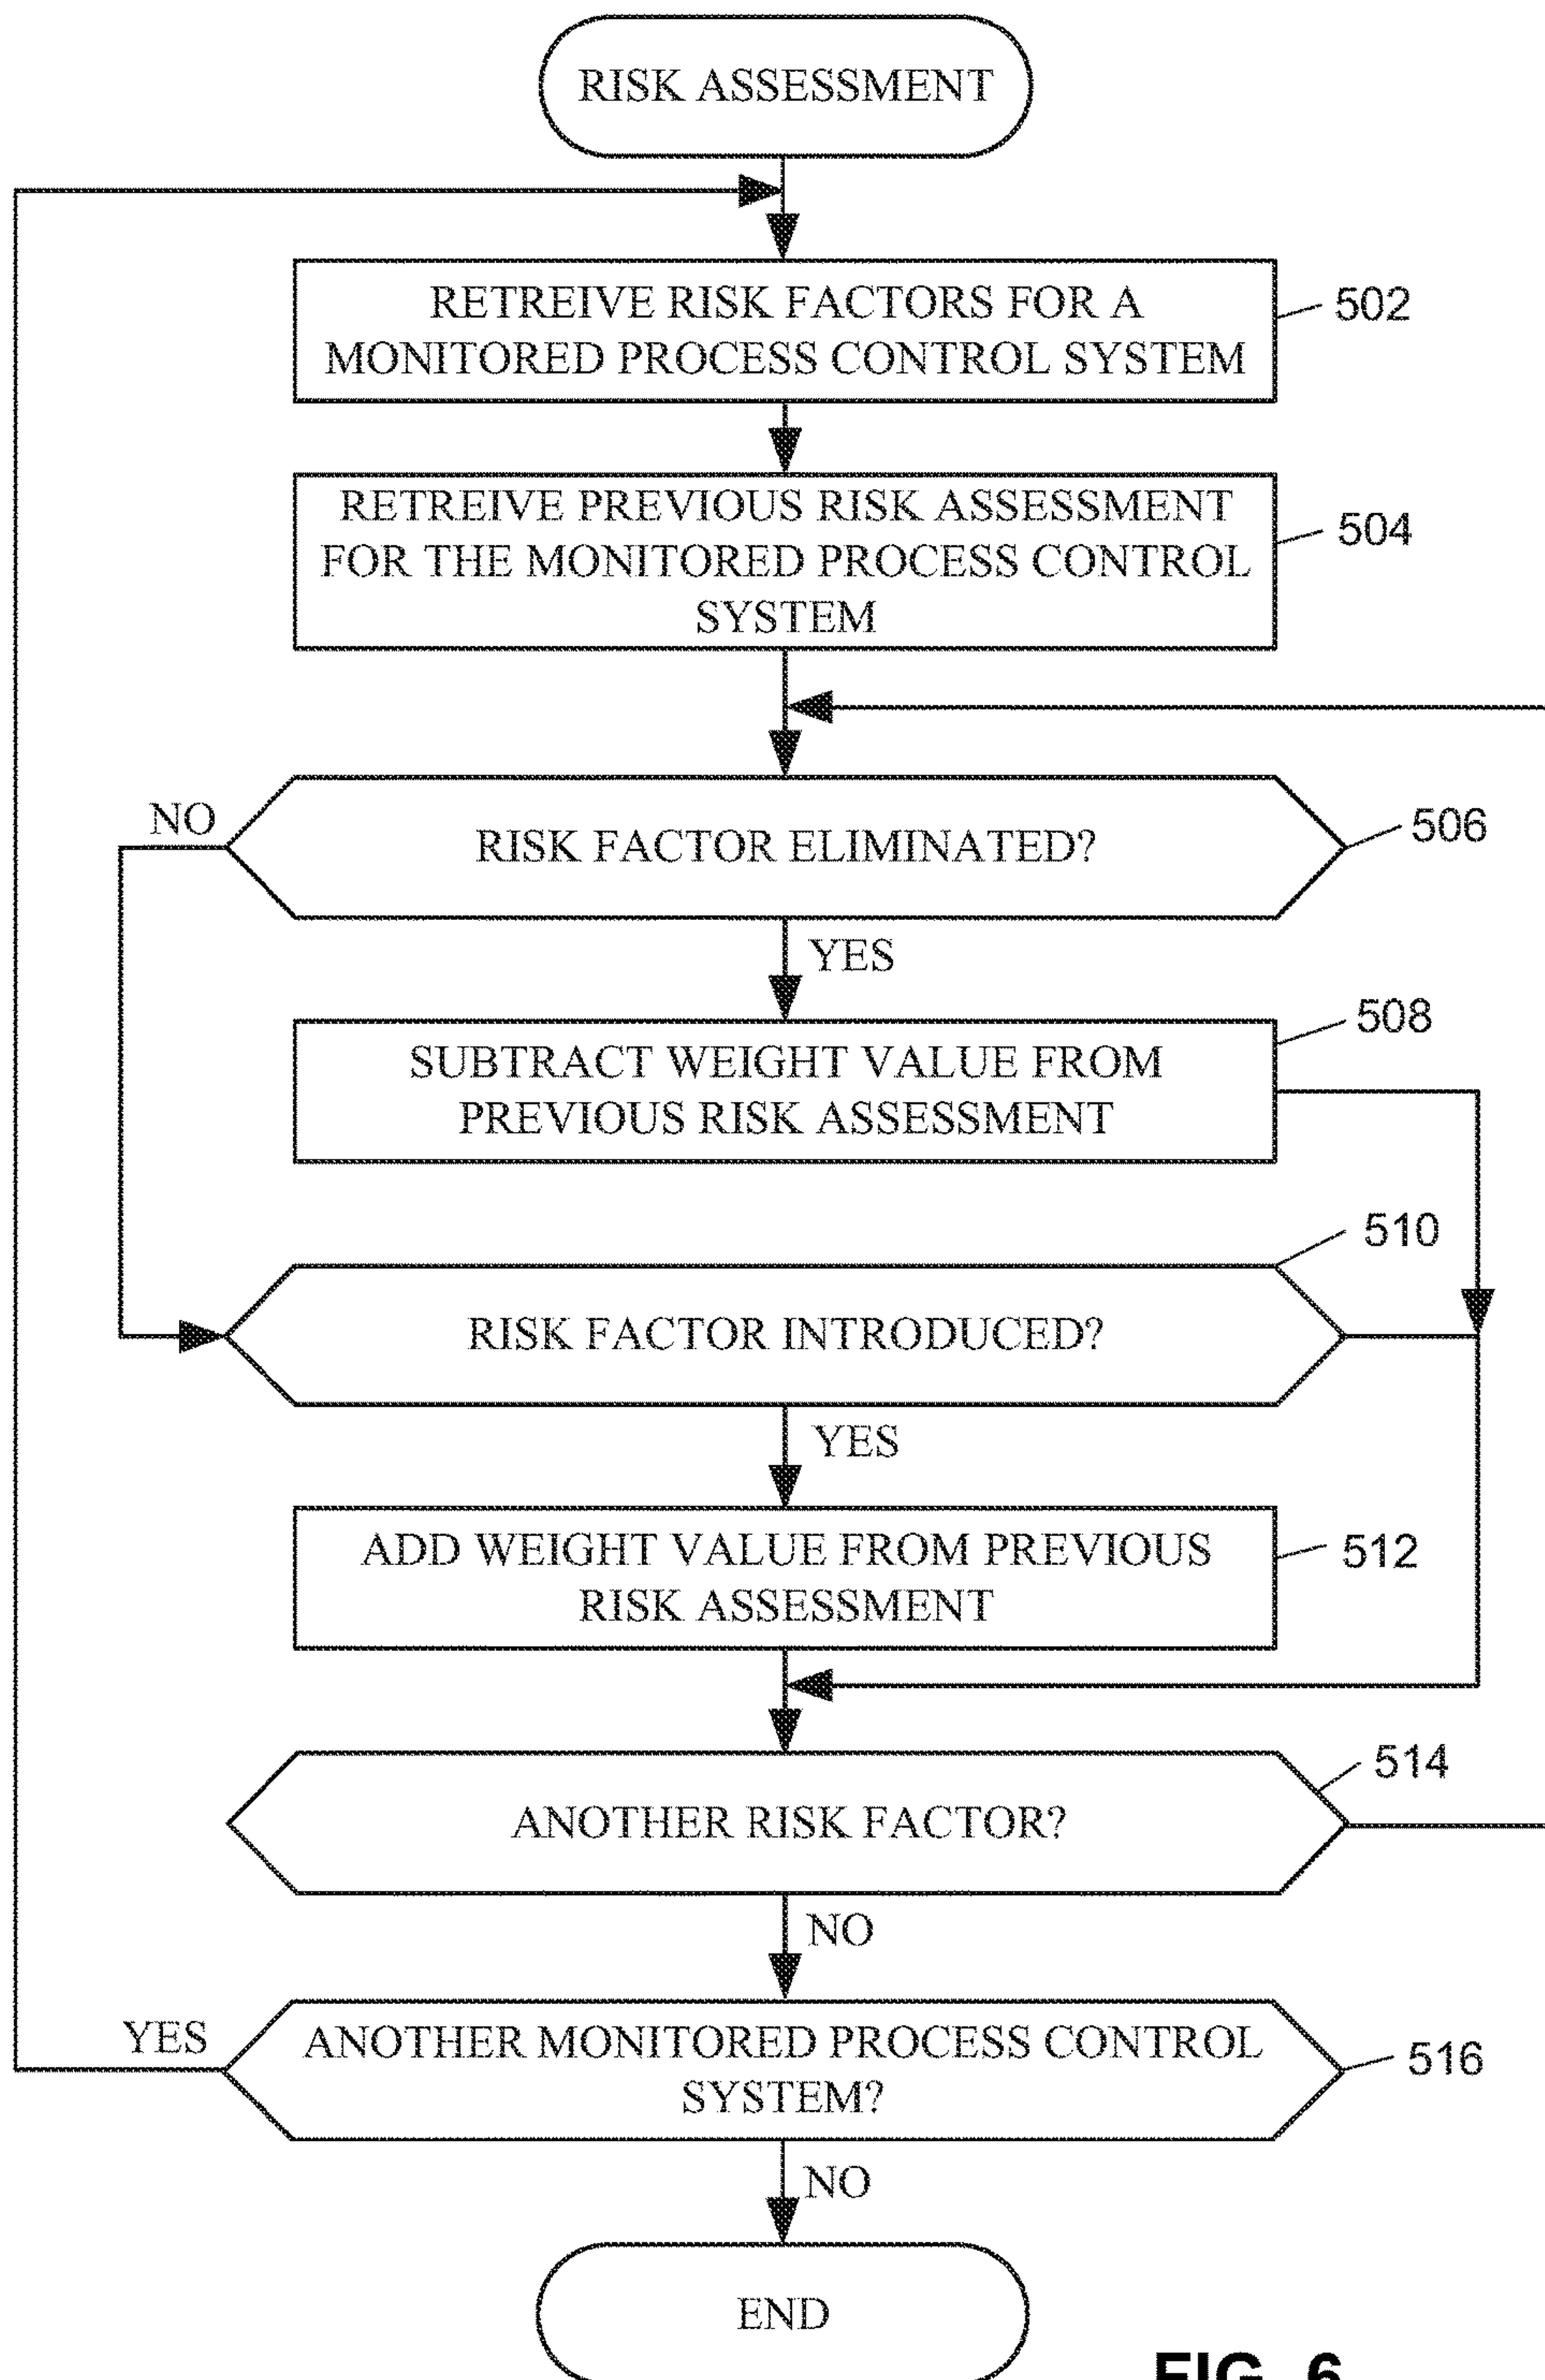 RISK ASSESSMENT
RETREIVE RISK FACTORS FOR A
MONITORED PROCESS CONTROL SYSTEM
502
RETREIVE PREVIOUS RISK ASSESSMENT
FOR THE MONITORED PROCESS CONTROL
SYSTEM
504
NO
RISK FACTOR ELIMINATED?
506
YES
508
SUBTRACT WEIGHT VALUE FROM
PREVIOUS RISK ASSESSMENT
510
RISK FACTOR INTRODUCED?
YES
ADD WEIGHT VALUE FROM PREVIOUS
RISK ASSESSMENT
512
514
ANOTHER RISK FACTOR?
NO
YES
ANOTHER MONITORED PROCESS CONTROL
SYSTEM?
516
NO
END
FIG. 6